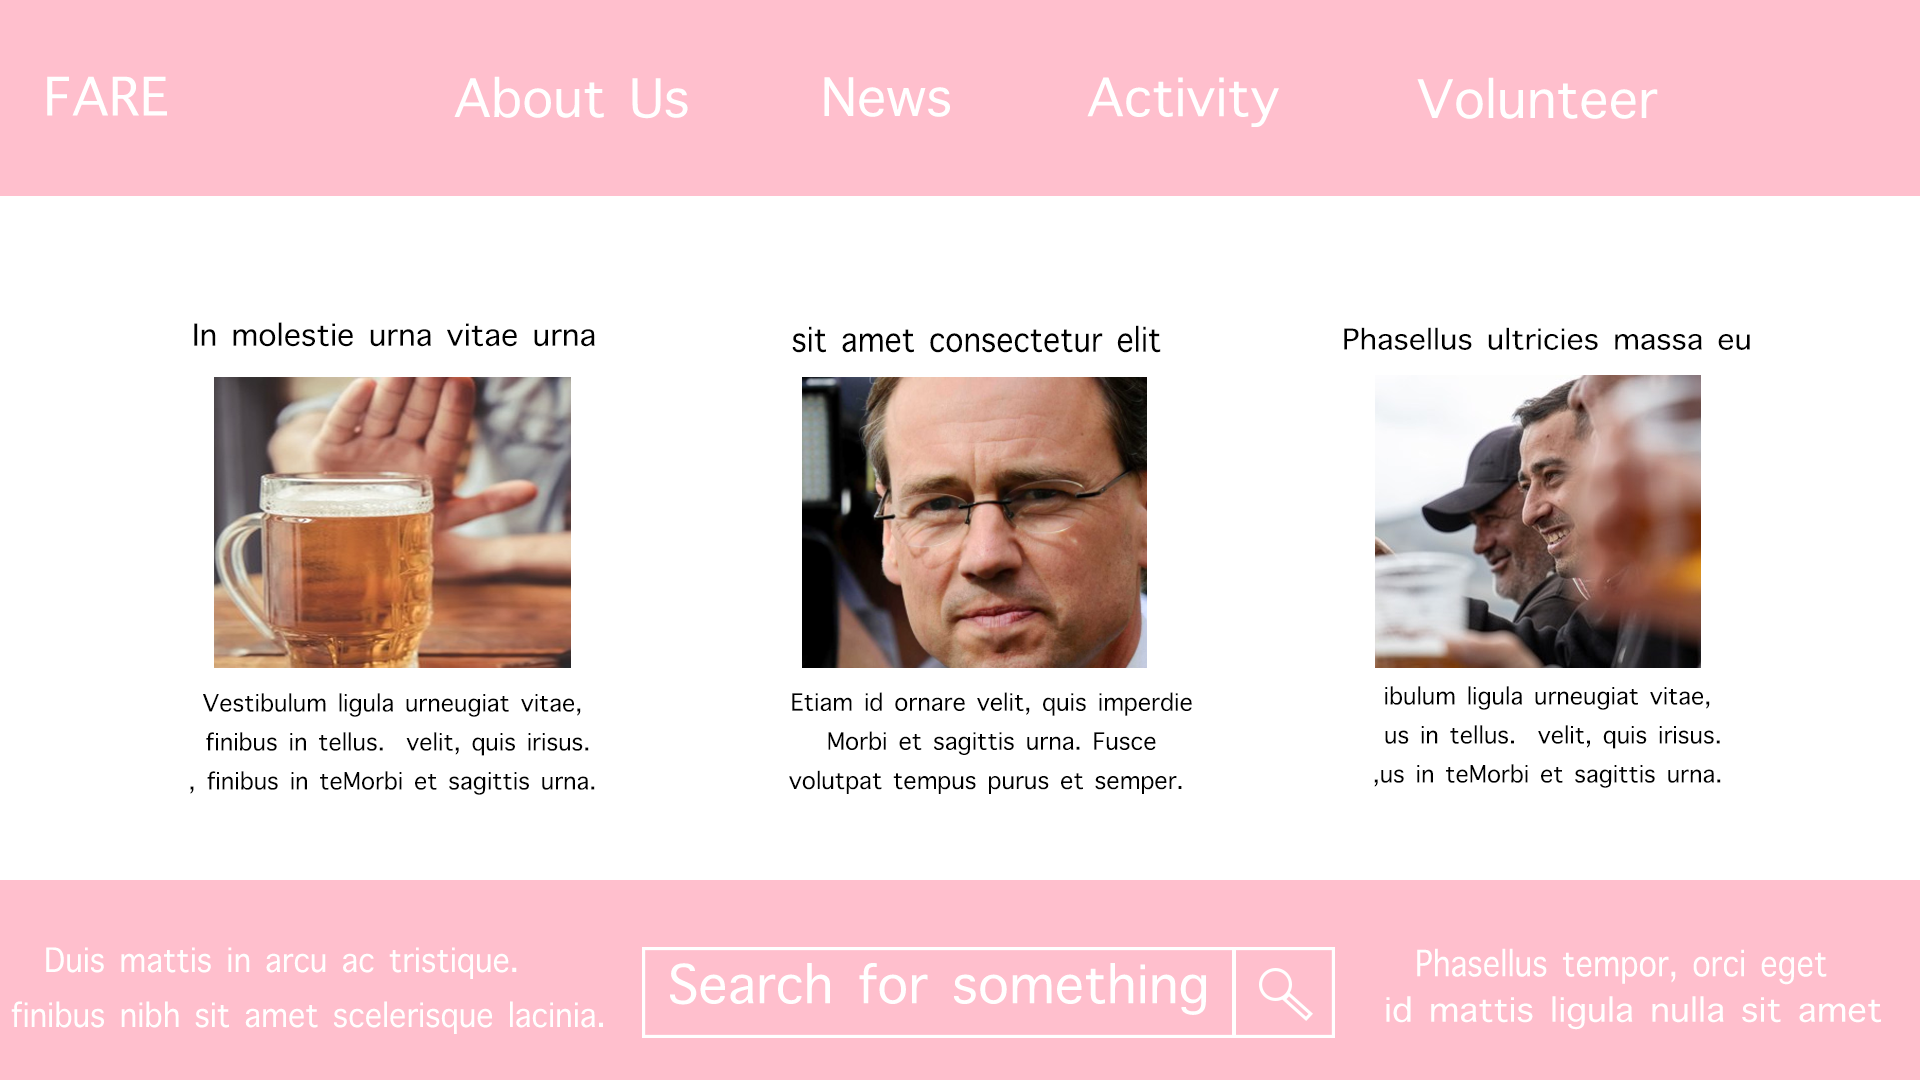 FARE
About Us
News
Activity
Volunteer
In molestie urna vitae urna
sit amet consectetur elit
Phasellus ultricies massa eu
Vestibulum ligula urneugiat vitae,
finibus in tellus. velit, quis irisus.
, finibus in teMorbi et sagittis urna.
Etiam id ornare velit, quis imperdie
Morbi et sagittis urna. Fusce
volutpat tempus purus et semper.
ibulum ligula urneugiat vitae,
us in tellus. velit, quis irisus.
,us in teMorbi et sagittis urna.
Duis mattis in arcu ac tristique.
finibus nibh sit amet scelerisque lacinia.
Search for something
Phasellus tempor, orci eget
id mattis ligula nulla sit amet